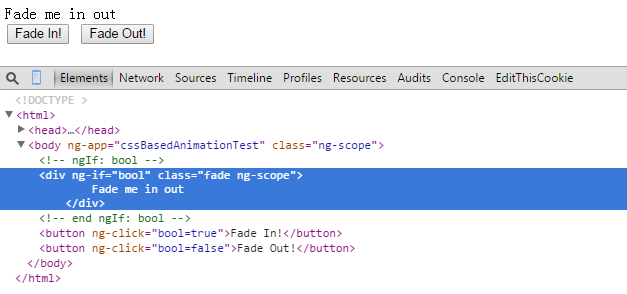 Fade me in out
Fade In! Fade Out!
Elements Network Sources Timeline Profiles Resources Audits Console EditThisCookie
<!DOCTYPE >
<html>
<head>…</head>
<body ng-app="cssBasedAnimationTest" class="ng-scope">
<!-- ngIf: bool -->
<div ng-if="bool" class="fade ng-scope">
Fade me in out
</div>
<!-- end ngIf: bool -->
<button ng-click="bool=true">Fade In!</button>
<button ng-click="bool=false">Fade Out!</button>
</body>
</html>